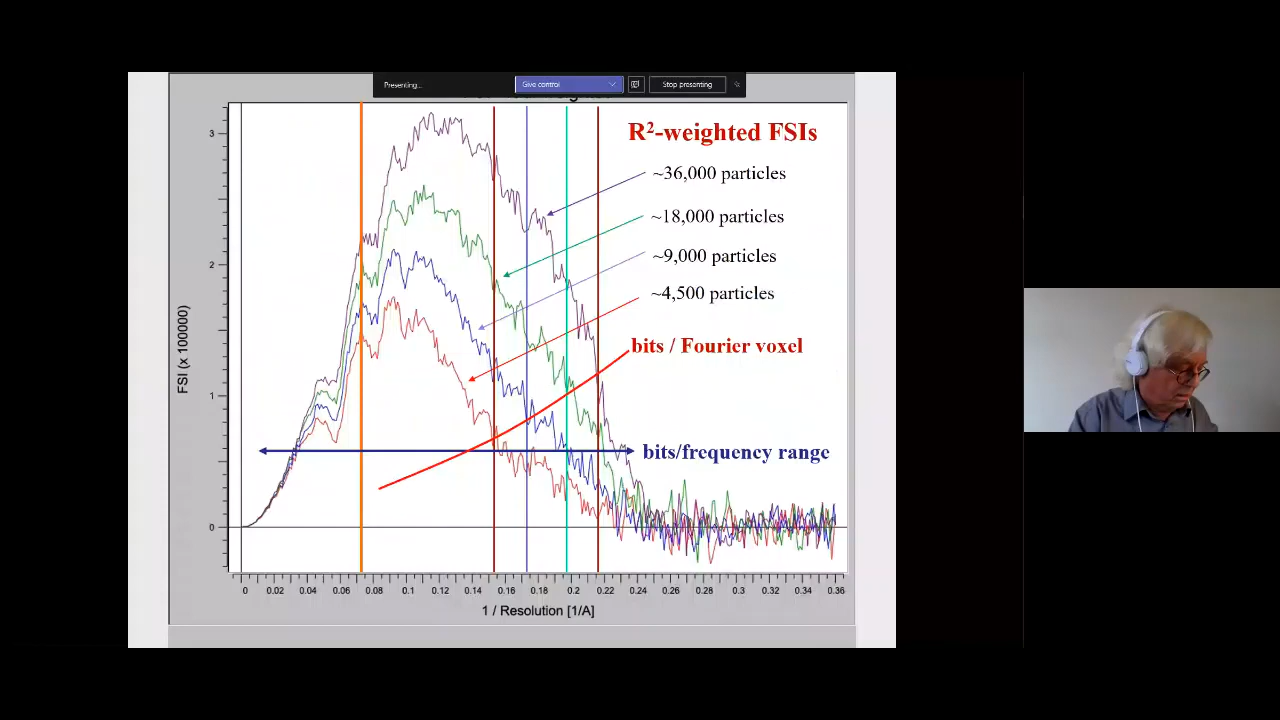 Presenting...
Give control
Stop presenting
R²-weighted FSIs
~36,000 particles
~18,000 particles
~9,000 particles
~4,500 particles
bits / Fourier voxel
bits/frequency range
FSI (x 100000)
3
2
1
0
0 0.02 0.04 0.06 0.08 0.1 0.12 0.14 0.16 0.18 0.2 0.22 0.24 0.26 0.28 0.3 0.32 0.34 0.36
1 / Resolution [1/A]